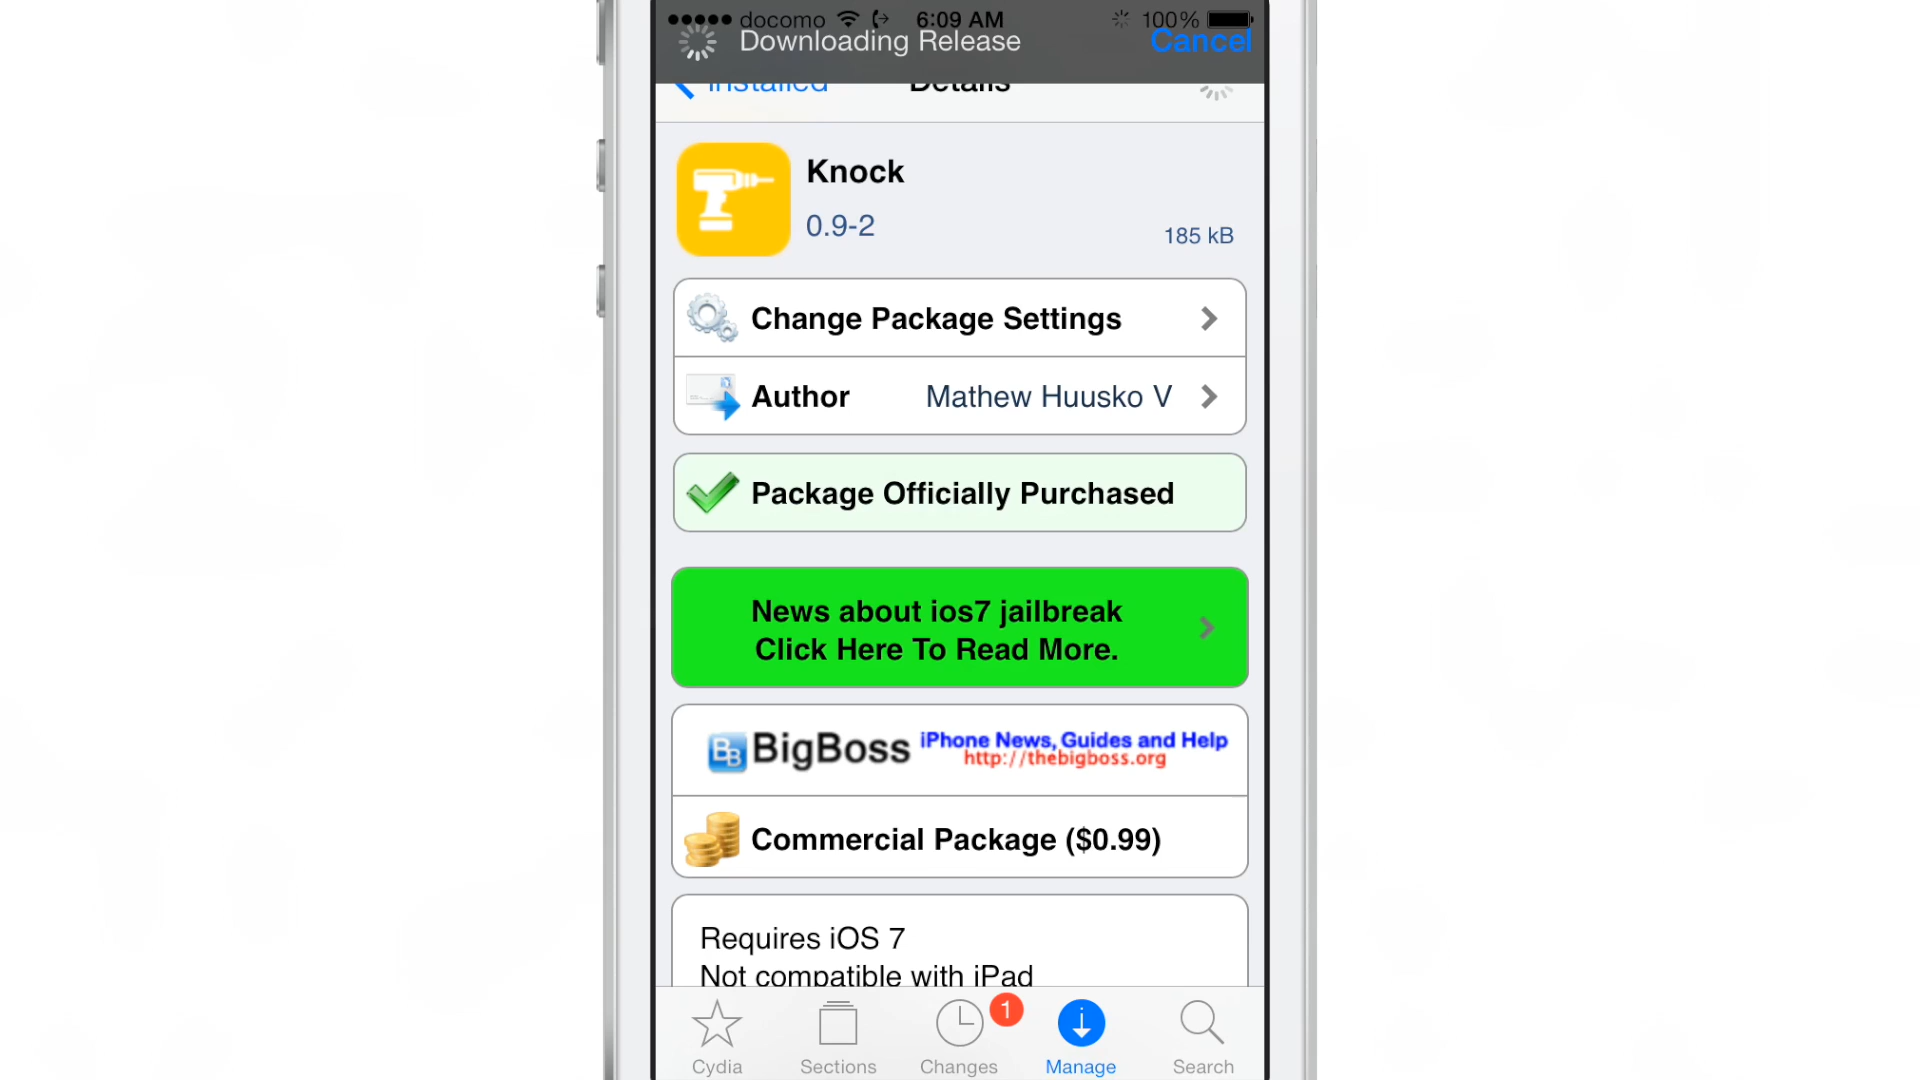 docomo 6:09 AM 100%
Downloading Release Cancel
Installed Details
Knock
0.9-2
185 kB
Change Package Settings
Author Mathew Huusko V
Package Officially Purchased
News about ios7 jailbreak
Click Here To Read More.
BB BigBoss iPhone News, Guides and Help
http://thebigboss.org
Commercial Package ($0.99)
Requires iOS 7
Not compatible with iPad
1
Cydia Sections Changes Manage Search